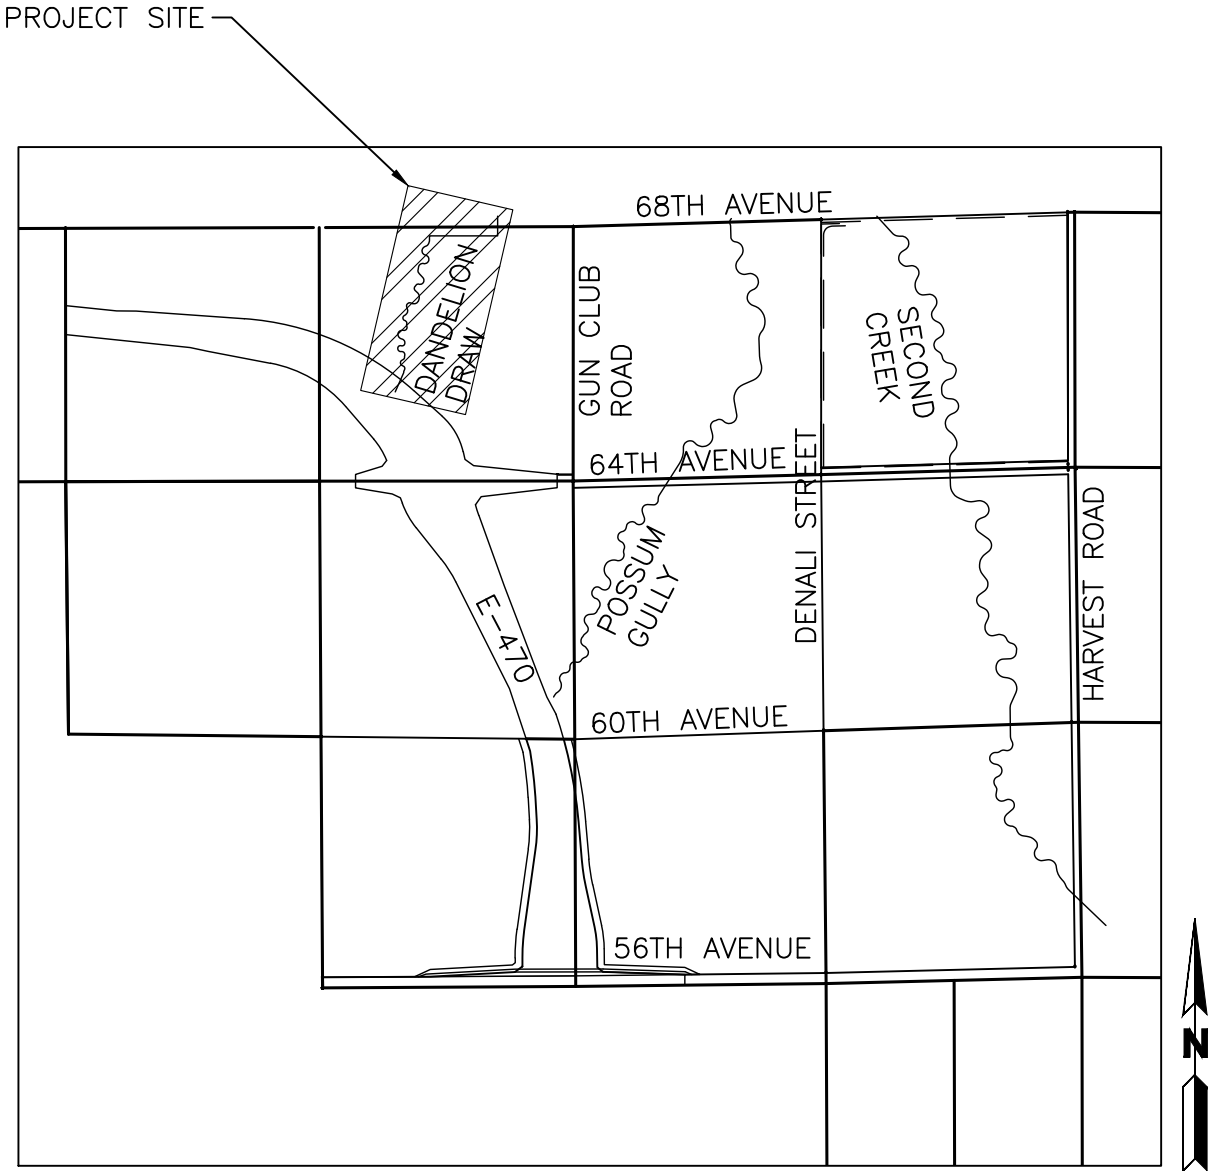 PROJECT SITE
68TH AVENUE
DANDELION
DRAW
GUN CLUB
ROAD
SECOND
CREEK
64TH AVENUE
DENALI STREET
HARVEST ROAD
POSSUM
GULLY
E-470
60TH AVENUE
56TH AVENUE
N